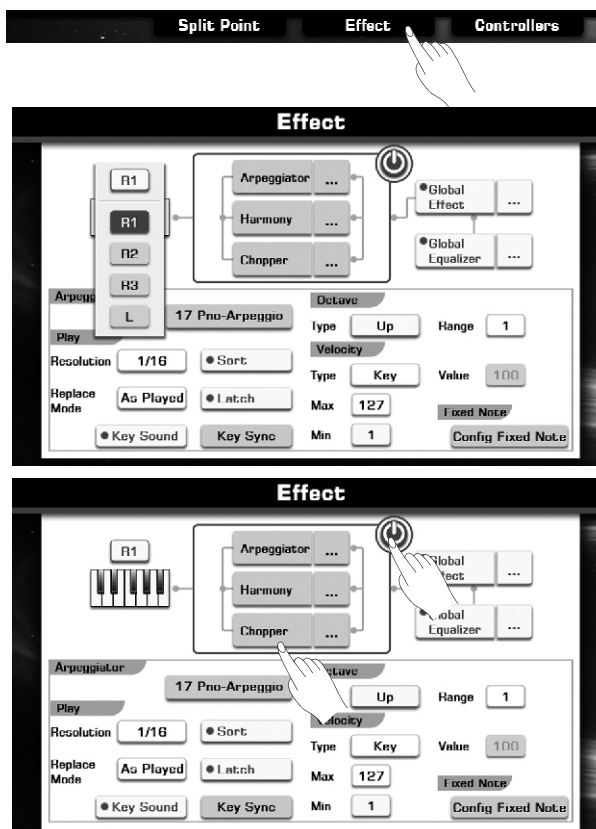 Split Point Effect Controllers
Effect
R1
R1
R2
R3
L
Arpeggiator ...
Harmony ...
Chopper ...
Global Effect ...
Global Equalizer ...
Arpegg
17 Pno-Arpeggio
Play
Resolution 1/16 Sort
Replace Mode As Played Latch
Key Sound Key Sync
Octave
Type Up Range 1
Velocity
Type Key Value 100
Max 127
Fixed Note
Min 1 Config Fixed Note
Effect
R1
Arpeggiator ...
Harmony ...
Chopper ...
Global ...
Equalizer ...
Arpeggiator
17 Pno-Arpeggio
Play
Resolution 1/16 Sort
Replace Mode As Played Latch
Key Sound Key Sync
Up Range 1
Type Key Value 100
Max 127
Fixed Note
Min 1 Config Fixed Note